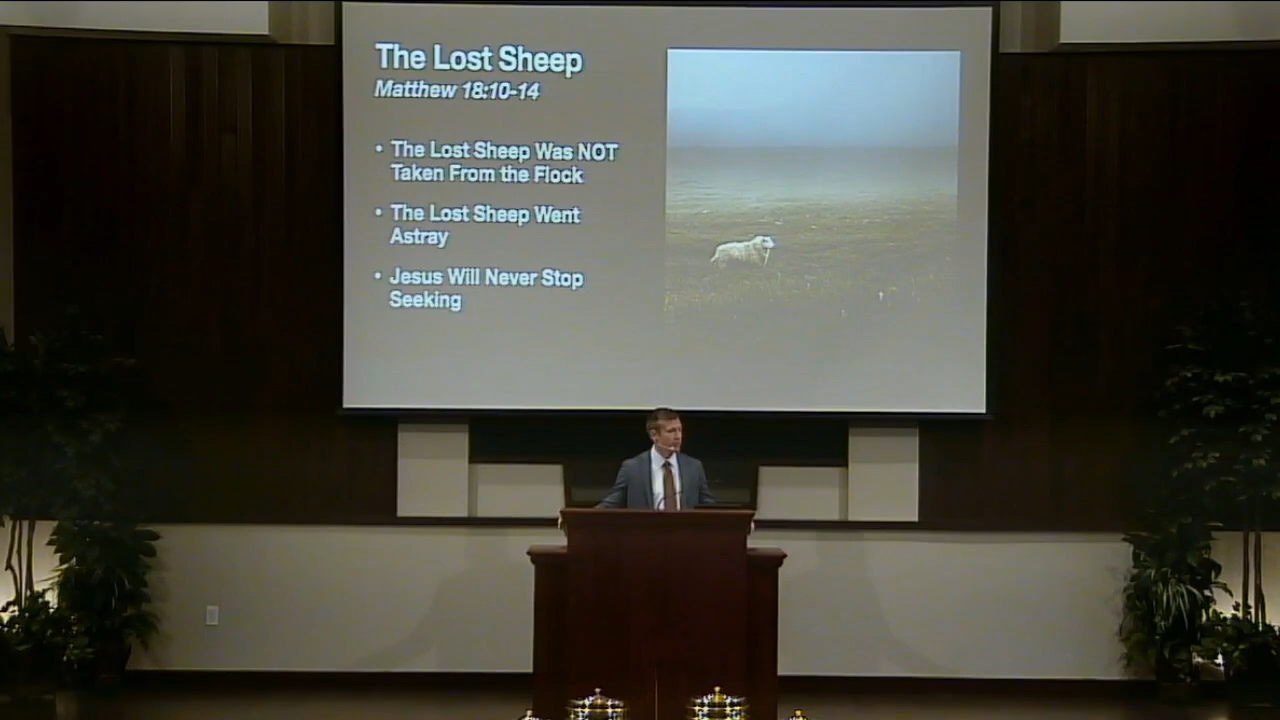 The Lost Sheep
Matthew 18:10-14
• The Lost Sheep Was NOT
Taken From the Flock
• The Lost Sheep Went
Astray
• Jesus Will Never Stop
Seeking